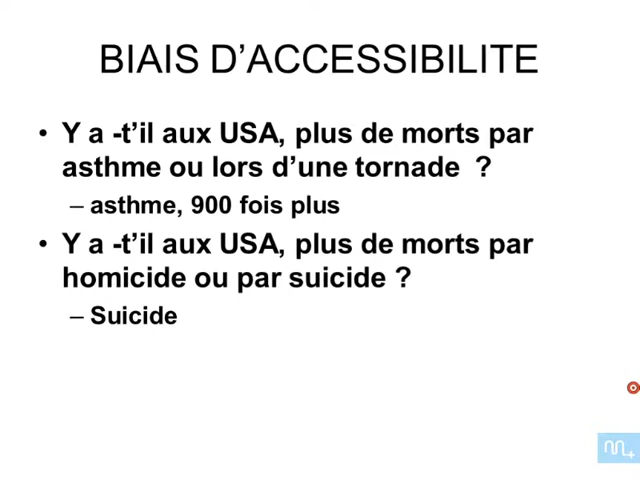 BIAIS D’ACCESSIBILITE
• Y a -t’il aux USA, plus de morts par
asthme ou lors d’une tornade ?
– asthme, 900 fois plus
• Y a -t’il aux USA, plus de morts par
homicide ou par suicide ?
– Suicide